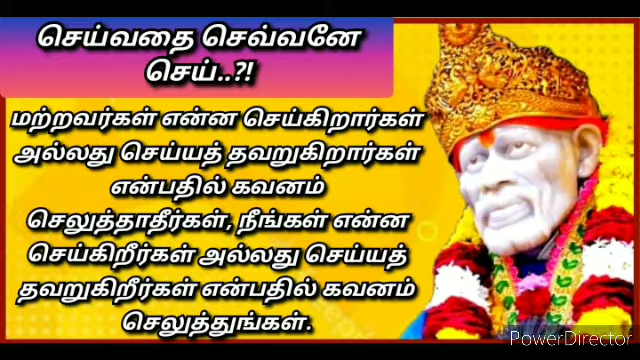 செய்வதை செவ்வனே
செய்..?!
மற்றவர்கள் என்ன செய்கிறார்கள்
அல்லது செய்யத் தவறுகிறார்கள்
என்பதில் கவனம்
செலுத்தாதீர்கள், நீங்கள் என்ன
செய்கிறீர்கள் அல்லது செய்யத்
தவறுகிறீர்கள் என்பதில் கவனம்
செலுத்துங்கள்.
PowerDirector